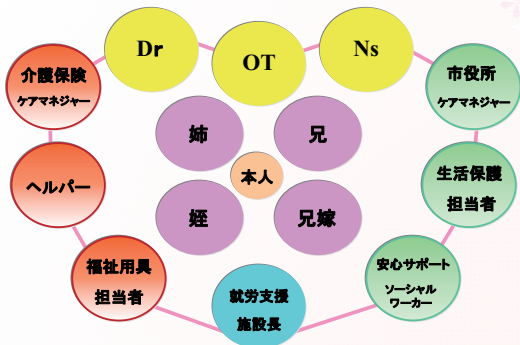 Dr
OT
Ns
介護保険
ケアマネジャー
市役所
ケアマネジャー
姉
兄
本人
ヘルパー
生活保護
担当者
姪
兄嫁
福祉用具
担当者
安心サポート
ソーシャル
ワーカー
就労支援
施設長